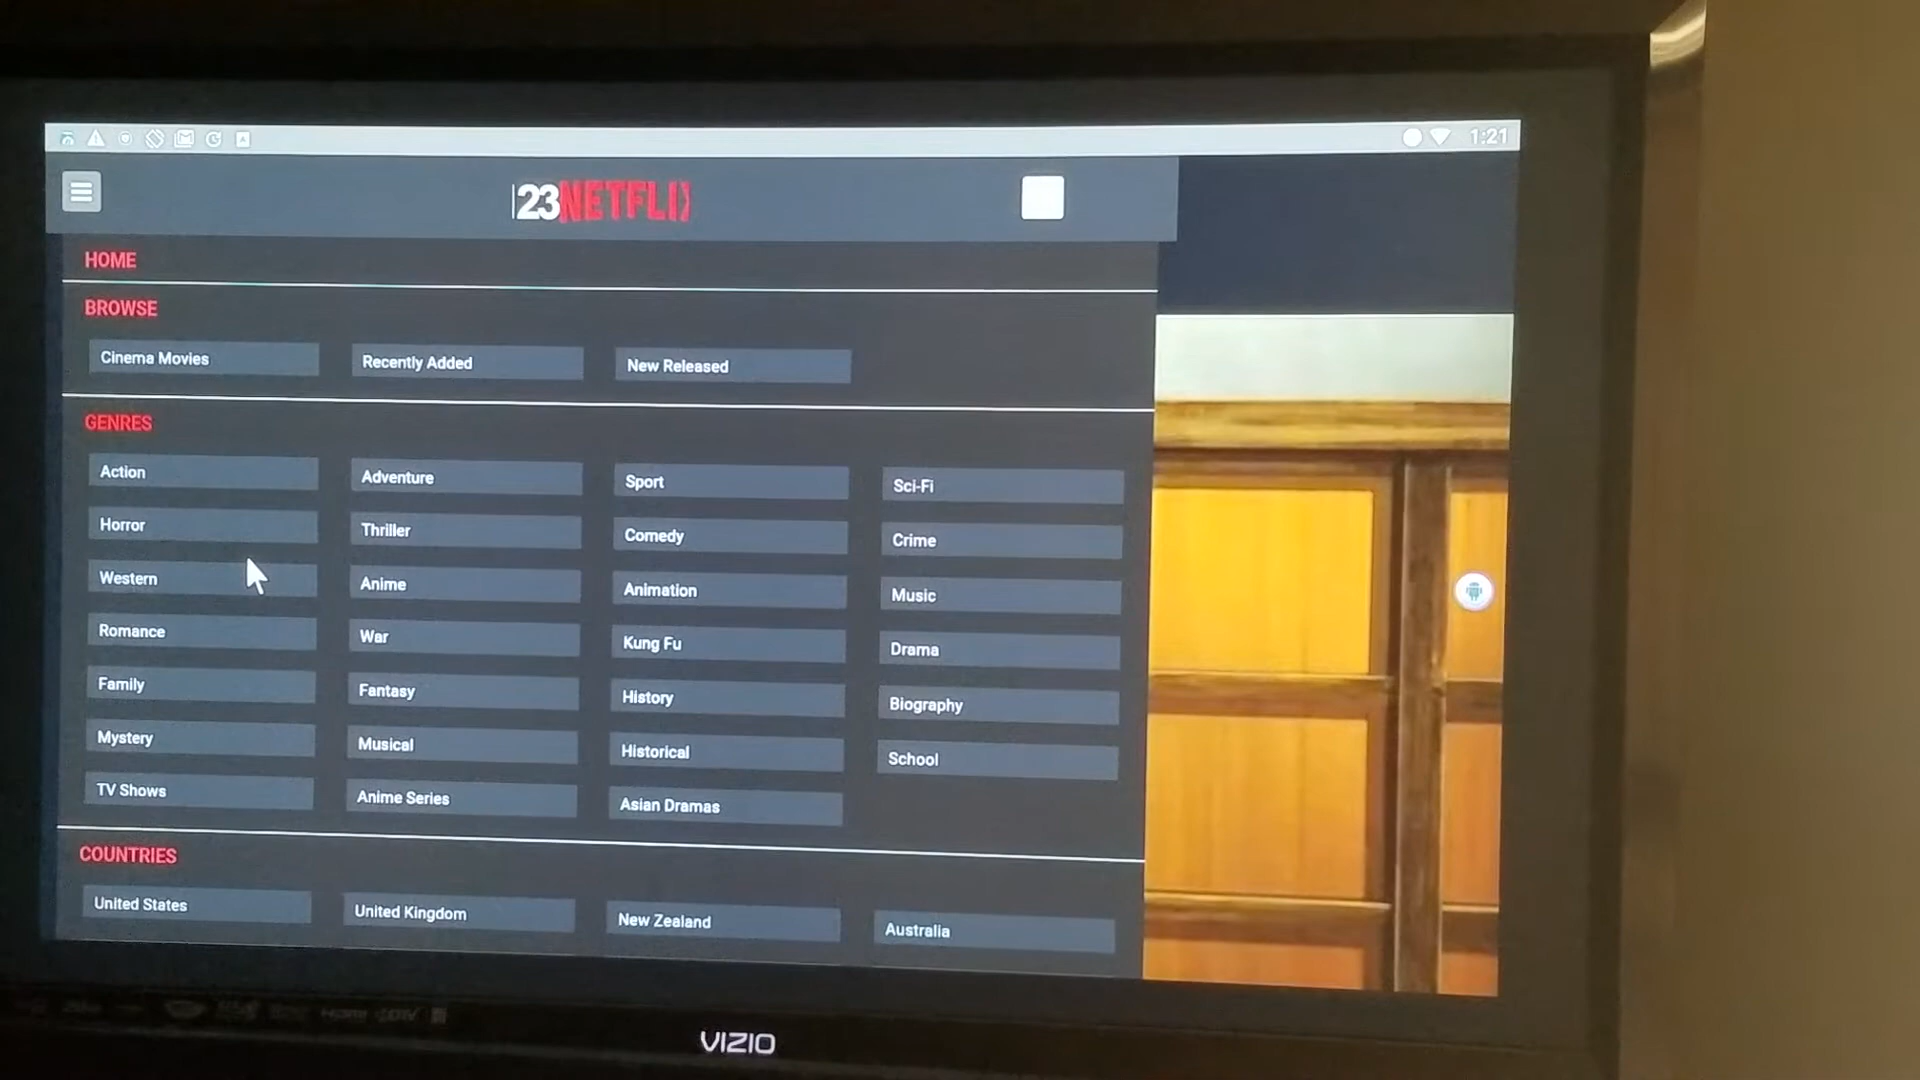 1:21
123NETFLIX
HOME
BROWSE
Cinema Movies Recently Added New Released
GENRES
Action Adventure Sport Sci-Fi
Horror Thriller Comedy Crime
Western Anime Animation Music
Romance War Kung Fu Drama
Family Fantasy History Biography
Mystery Musical Historical School
TV Shows Anime Series Asian Dramas
COUNTRIES
United States United Kingdom New Zealand Australia
VIZIO